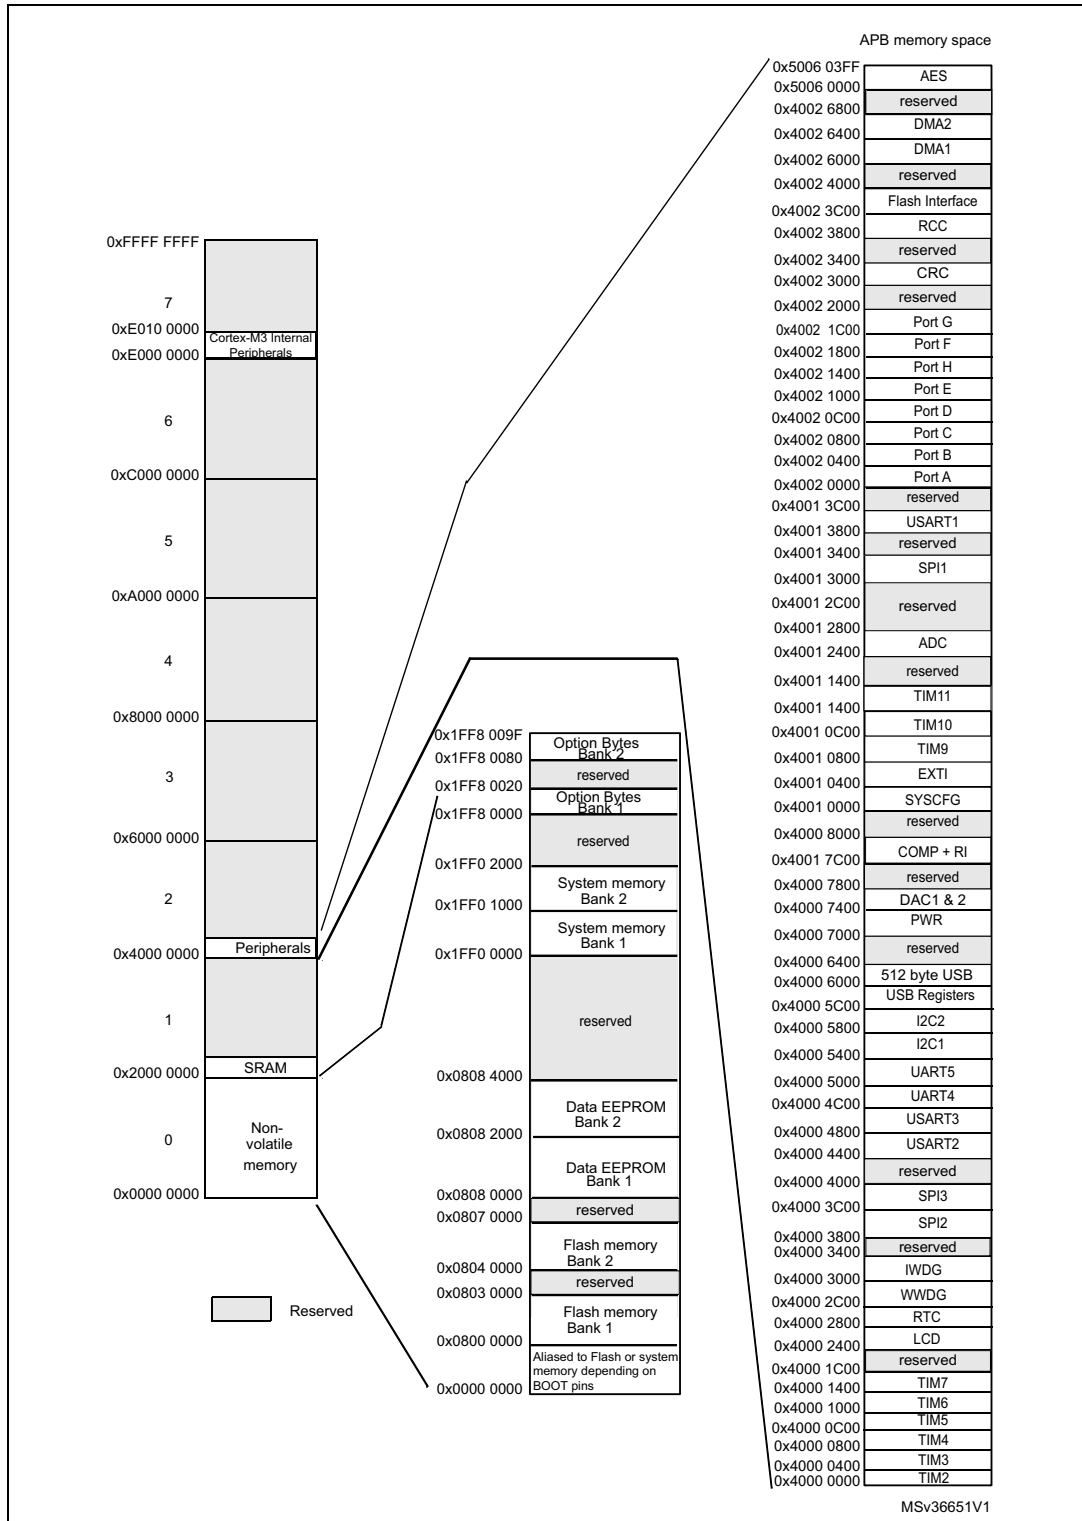 APB memory space
0xFFFF FFFF
7
0xE010 0000
Cortex-M3 Internal
Peripherals
0xE000 0000
6
0xC000 0000
5
0xA000 0000
4
0x8000 0000
3
0x6000 0000
2
0x4000 0000
Peripherals
1
0x2000 0000
SRAM
0
Non-
volatile
memory
0x0000 0000
Reserved
0x1FF8 009F
Option Bytes
Bank 2
0x1FF8 0080
reserved
0x1FF8 0020
Option Bytes
Bank 1
0x1FF8 0000
reserved
0x1FF0 2000
System memory
Bank 2
0x1FF0 1000
System memory
Bank 1
0x1FF0 0000
reserved
0x0808 4000
Data EEPROM
Bank 2
0x0808 2000
Data EEPROM
Bank 1
0x0808 0000
reserved
0x0807 0000
Flash memory
Bank 2
0x0804 0000
reserved
0x0803 0000
Flash memory
Bank 1
0x0800 0000
Aliased to Flash or system
memory depending on
BOOT pins
0x0000 0000
0x5006 03FF
AES
0x5006 0000
reserved
0x4002 6800
DMA2
0x4002 6400
DMA1
0x4002 6000
reserved
0x4002 4000
Flash Interface
0x4002 3C00
RCC
0x4002 3800
reserved
0x4002 3400
CRC
0x4002 3000
reserved
0x4002 2000
Port G
0x4002 1C00
Port F
0x4002 1800
Port H
0x4002 1400
Port E
0x4002 1000
Port D
0x4002 0C00
Port C
0x4002 0800
Port B
0x4002 0400
Port A
0x4002 0000
reserved
0x4001 3C00
USART1
0x4001 3800
reserved
0x4001 3400
SPI1
0x4001 3000
0x4001 2C00
reserved
0x4001 2800
ADC
0x4001 2400
reserved
0x4001 1400
TIM11
0x4001 1400
TIM10
0x4001 0C00
TIM9
0x4001 0800
EXTI
0x4001 0400
SYSCFG
0x4001 0000
reserved
0x4000 8000
COMP + RI
0x4001 7C00
reserved
0x4000 7800
DAC1 & 2
0x4000 7400
PWR
0x4000 7000
reserved
0x4000 6400
512 byte USB
0x4000 6000
USB Registers
0x4000 5C00
I2C2
0x4000 5800
I2C1
0x4000 5400
UART5
0x4000 5000
UART4
0x4000 4C00
USART3
0x4000 4800
USART2
0x4000 4400
reserved
0x4000 4000
SPI3
0x4000 3C00
SPI2
0x4000 3800
reserved
0x4000 3400
IWDG
0x4000 3000
WWDG
0x4000 2C00
RTC
0x4000 2800
LCD
0x4000 2400
reserved
0x4000 1C00
TIM7
0x4000 1400
TIM6
0x4000 1000
TIM5
0x4000 0C00
TIM4
0x4000 0800
TIM3
0x4000 0400
TIM2
0x4000 0000
MSv36651V1